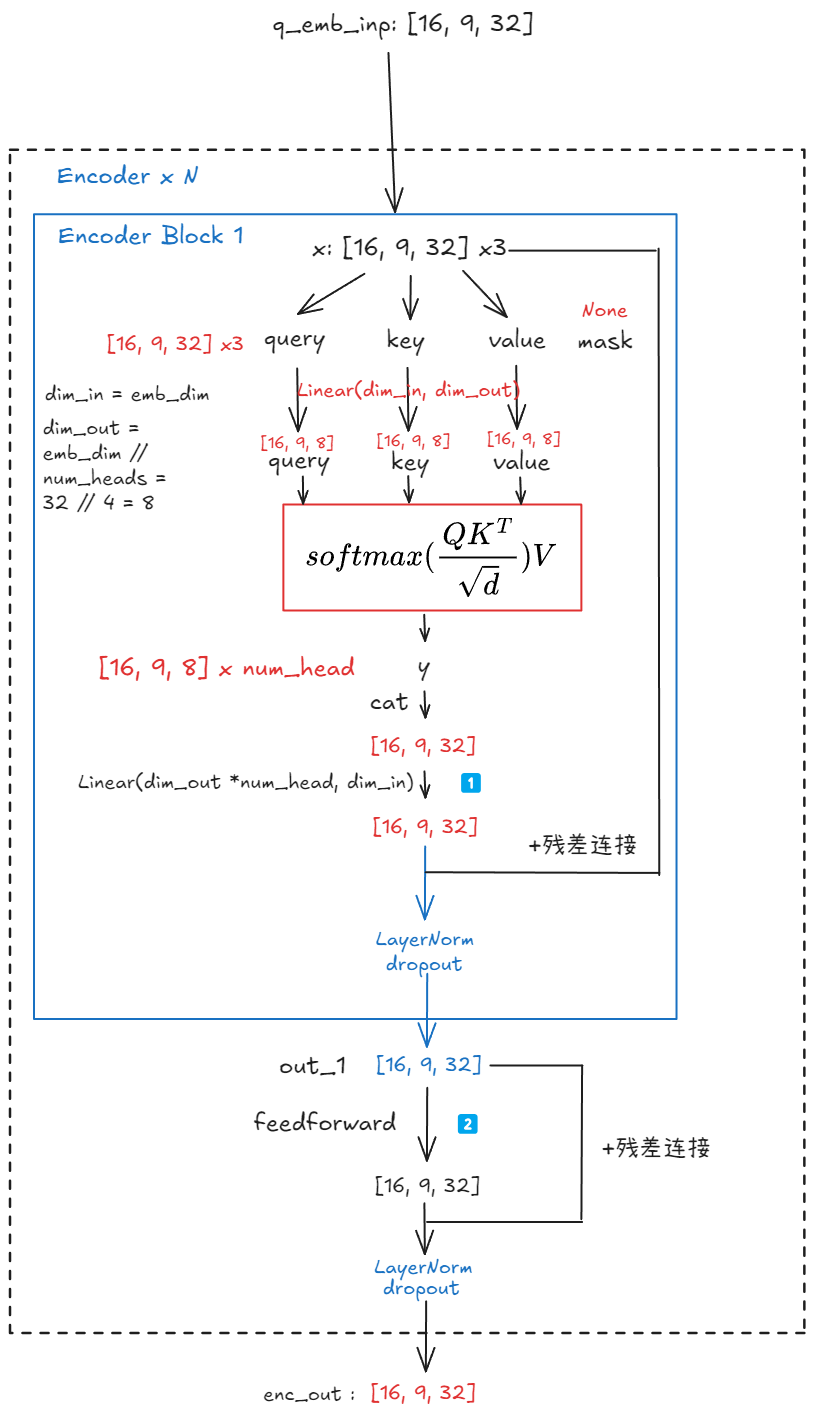 q_emb_inp: [16, 9, 32]
Encoder x N
Encoder Block 1
x: [16, 9, 32] x3
None
[16, 9, 32] x3 query key value mask
dim_in = emb_dim
Linear(dim_in, dim_out)
dim_out =
emb_dim //
num_heads =
32 // 4 = 8
[16, 9, 8] [16, 9, 8] [16, 9, 8]
query key value
softmax(QK^T/√d)V
[16, 9, 8] x num_head y
cat
[16, 9, 32]
Linear(dim_out *num_head, dim_in) 1
[16, 9, 32]
+残差连接
LayerNorm
dropout
out_1 [16, 9, 32]
feedforward 2
+残差连接
[16, 9, 32]
LayerNorm
dropout
enc_out : [16, 9, 32]